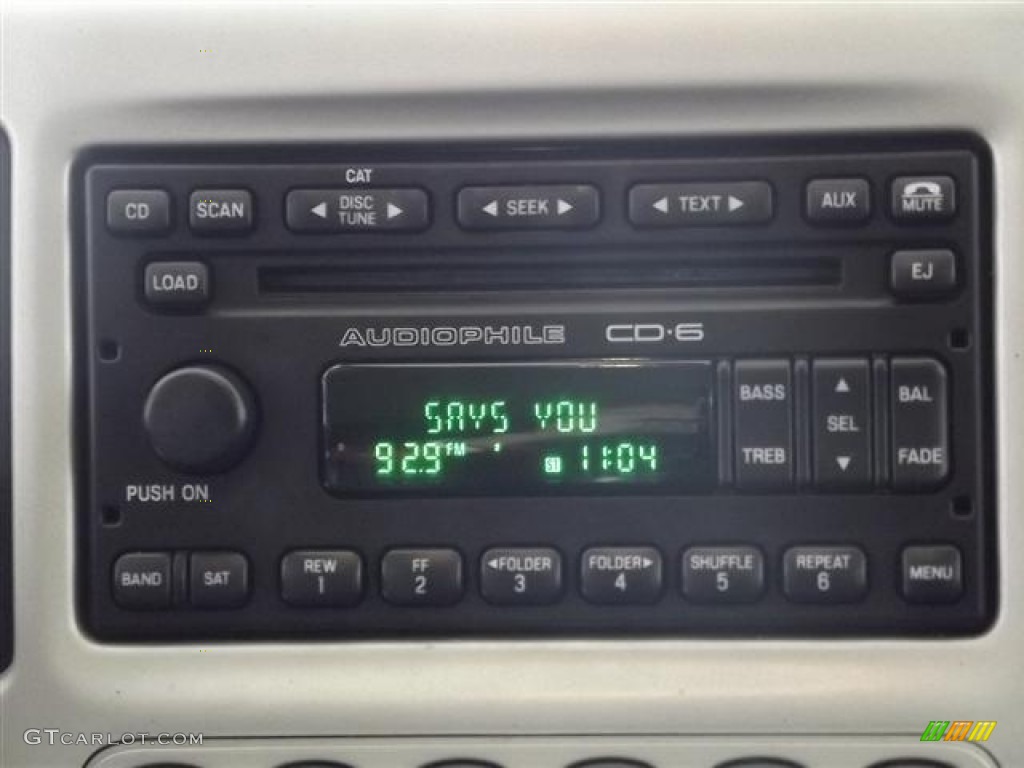 CAT
CD SCAN ◀ DISC TUNE ▶ ◀ SEEK ▶ ◀ TEXT ▶ AUX MUTE
LOAD EJ
AUDIOPHILE CD·6
SAYS YOU
92.9 FM ' S1 11:04
BASS ▲ BAL
SEL
TREB ▼ FADE
PUSH ON
BAND SAT REW 1 FF 2 ◀FOLDER 3 FOLDER▶ 4 SHUFFLE 5 REPEAT 6 MENU
GTCARLOT.COM